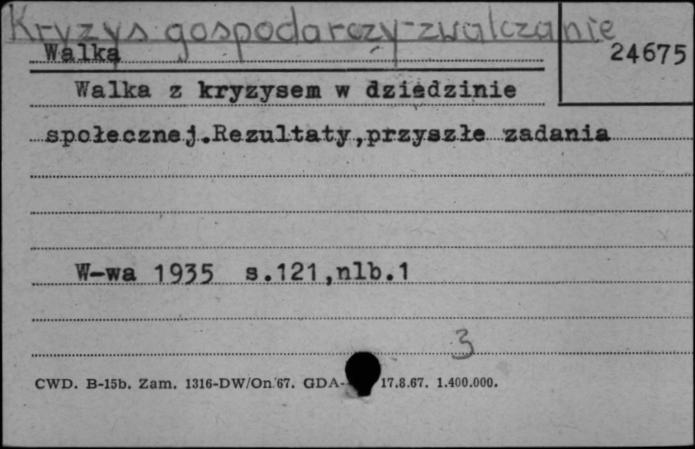 Kryzys gospodarczy-zwalczanie
Walka
24675
Walka z kryzysem w dziedzinie
społecznej.Rezultaty,przyszłe zadania
W-wa 1935 s.121,nlb.1
3
CWD. B-15b. Zam. 1316-DW/On/67. GDA- 17.8.67. 1.400.000.